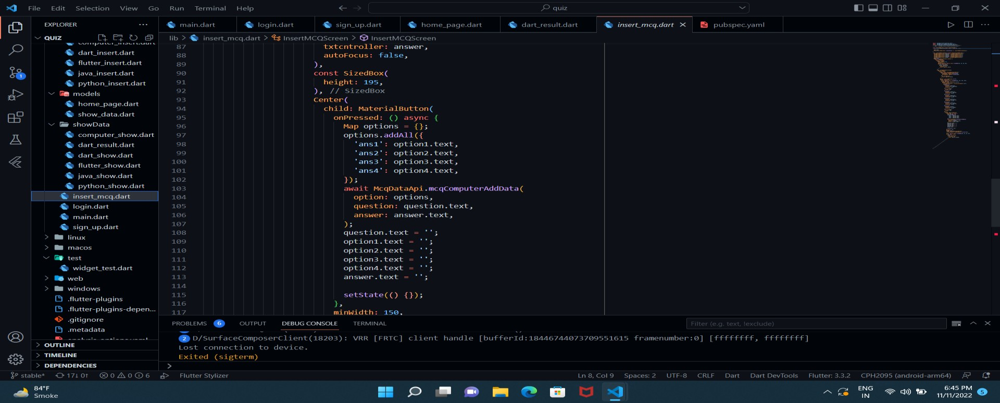 File Edit Selection View Go Run Terminal Help
quiz
EXPLORER
main.dart
login.dart
sign_up.dart
home_page.dart
dart_result.dart
insert_mcq.dart
pubspec.yaml
QUIZ
lib > insert_mcq.dart > InsertMCQScreen > InsertMCQScreen
computer_insert.dart
dart_insert.dart
flutter_insert.dart
java_insert.dart
python_insert.dart
models
home_page.dart
show_data.dart
showData
computer_show.dart
dart_result.dart
dart_show.dart
flutter_show.dart
java_show.dart
python_show.dart
insert_mcq.dart
login.dart
main.dart
sign_up.dart
linux
macos
test
widget_test.dart
web
windows
.flutter-plugins
.flutter-plugins-depen...
.gitignore
.metadata
OUTLINE
TIMELINE
DEPENDENCIES
87 txtcntroller: answer,
88 autoFocus: false,
89 ),
90 const SizedBox(
91 height: 195,
92 ), // SizedBox
93 Center(
94 child: MaterialButton(
95 onPressed: () async {
96 Map options = {};
97 options.addAll({
98 'ans1': option1.text,
99 'ans2': option2.text,
100 'ans3': option3.text,
101 'ans4': option4.text,
102 });
103 await McqDataApi.mcqComputerAddData(
104 option: options,
105 question: question.text,
106 answer: answer.text,
107 );
108 question.text = '';
109 option1.text = '';
110 option2.text = '';
111 option3.text = '';
112 option4.text = '';
113 answer.text = '';
114
115 setState(() {});
116 },
117 minWidth: 150,
PROBLEMS 6 OUTPUT DEBUG CONSOLE TERMINAL
Filter (e.g. text, !exclude)
2 D/SurfaceComposerClient(18203): VRR [FRTC] client handle [bufferId:18446744073709551615 framenumber:0] [ffffffff, ffffffff]
Lost connection to device.
Exited (sigterm)
>
stable* 17↓ 0↑ 0 0 6 Flutter Stylizer
Ln 8, Col 9 Spaces: 2 UTF-8 CRLF Dart Dart DevTools Flutter: 3.3.2 CPH2095 (android-arm64)
84°F
Smoke
ENG
IN
6:45 PM
11/11/2022
5
1